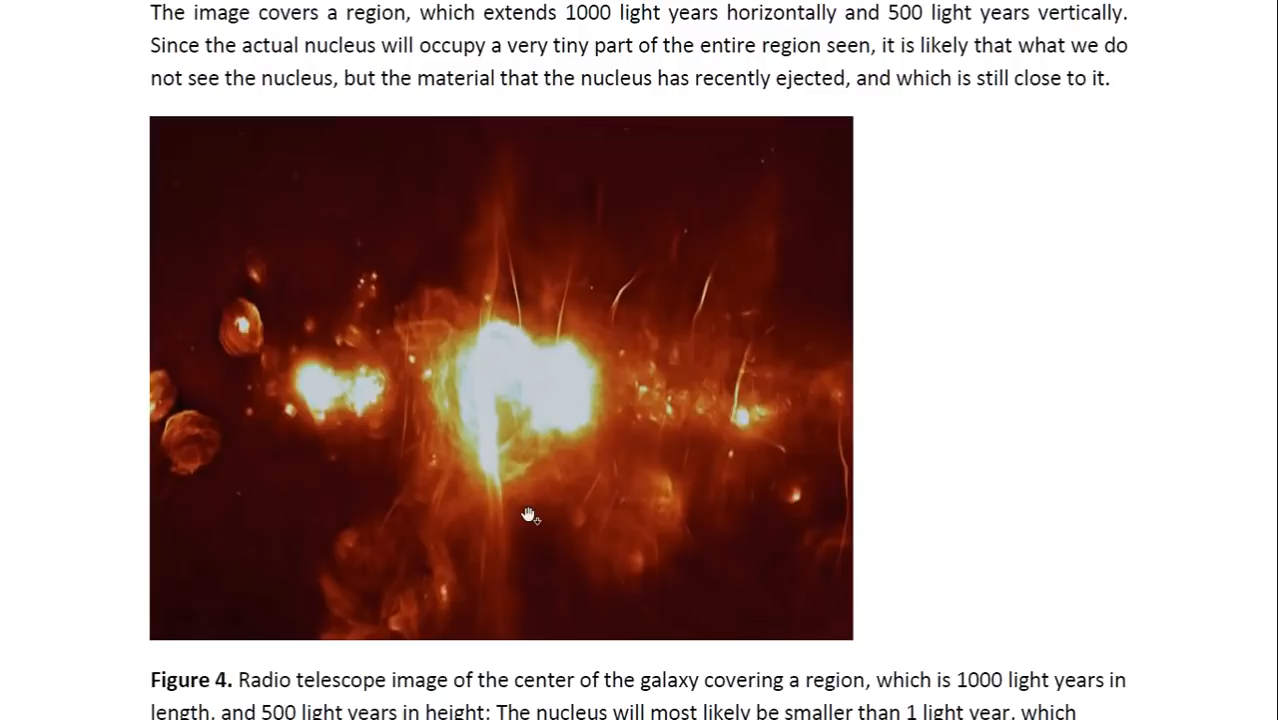 The image covers a region, which extends 1000 light years horizontally and 500 light years vertically.
Since the actual nucleus will occupy a very tiny part of the entire region seen, it is likely that what we do
not see the nucleus, but the material that the nucleus has recently ejected, and which is still close to it.
Figure 4. Radio telescope image of the center of the galaxy covering a region, which is 1000 light years in
length, and 500 light years in height: The nucleus will most likely be smaller than 1 light year, which